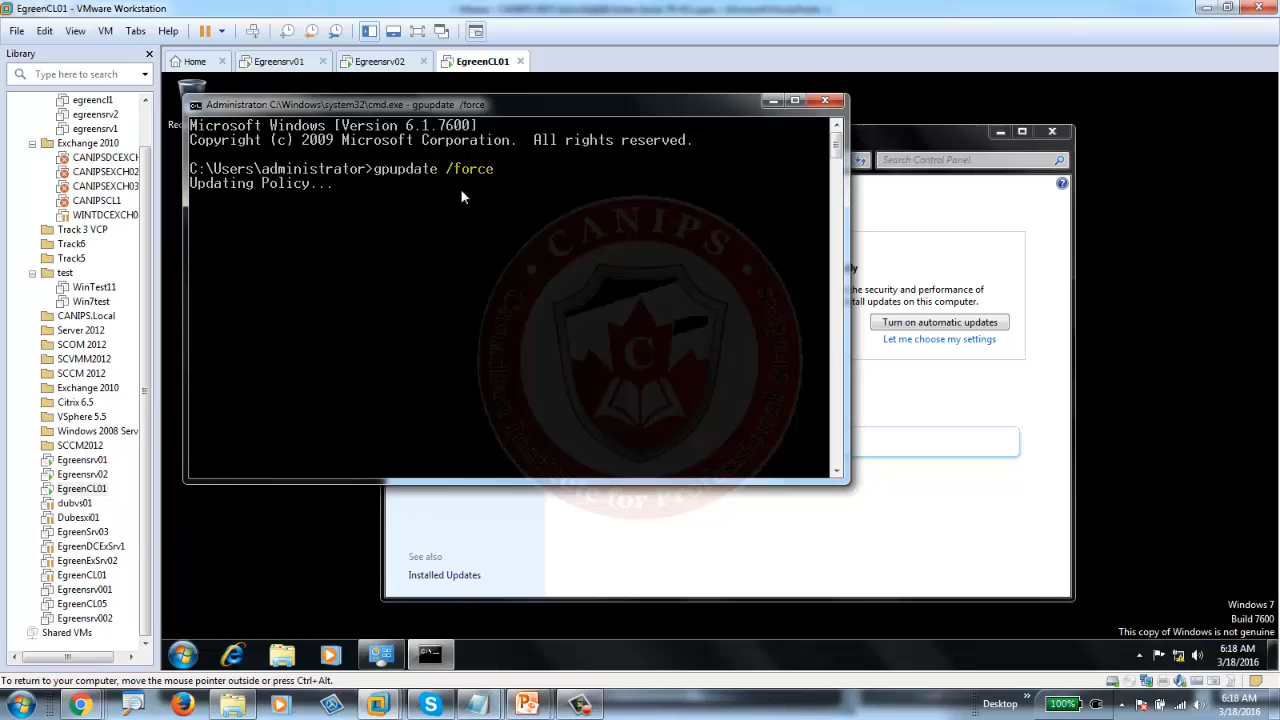 EgreenCL01 - VMware Workstation
File Edit View VM Tabs Help
Library
Type here to search
Home Egreensrv01 Egreensrv02 EgreenCL01
egreencl1
egreensrv2
egreensrv1
Exchange 2010
CANIPSDCEXCH
CANIPSEXCH02
CANIPSEXCH03
CANIPSCL1
WINTDCEXCH0
Track 3 VCP
Track6
Track5
test
WinTest11
Win7test
CANIPS.Local
Server 2012
SCOM 2012
SCVMM2012
SCCM 2012
Exchange 2010
Citrix 6.5
VSphere 5.5
Windows 2008 Serv
SCCM2012
Egreensrv01
Egreensrv02
EgreenCL01
dubvs01
Dubesxi01
EgreenSrv03
EgreenDCExSrv1
EgreenExSrv02
EgreenCL01
Egreensrv001
EgreenCL05
Egreensrv002
Shared VMs
Administrator: C:\Windows\system32\cmd.exe - gpupdate /force
Microsoft Windows [Version 6.1.7600]
Copyright (c) 2009 Microsoft Corporation. All rights reserved.
C:\Users\administrator>gpupdate /force
Updating Policy...
CANIPS
C
Search Control Panel
the security and performance of
updates on this computer.
Turn on automatic updates
Let me choose my settings
See also
Installed Updates
Windows 7
Build 7600
This copy of Windows is not genuine
6:18 AM
3/18/2016
To return to your computer, move the mouse pointer outside or press Ctrl+Alt.
Desktop
100%
6:18 AM
3/18/2016